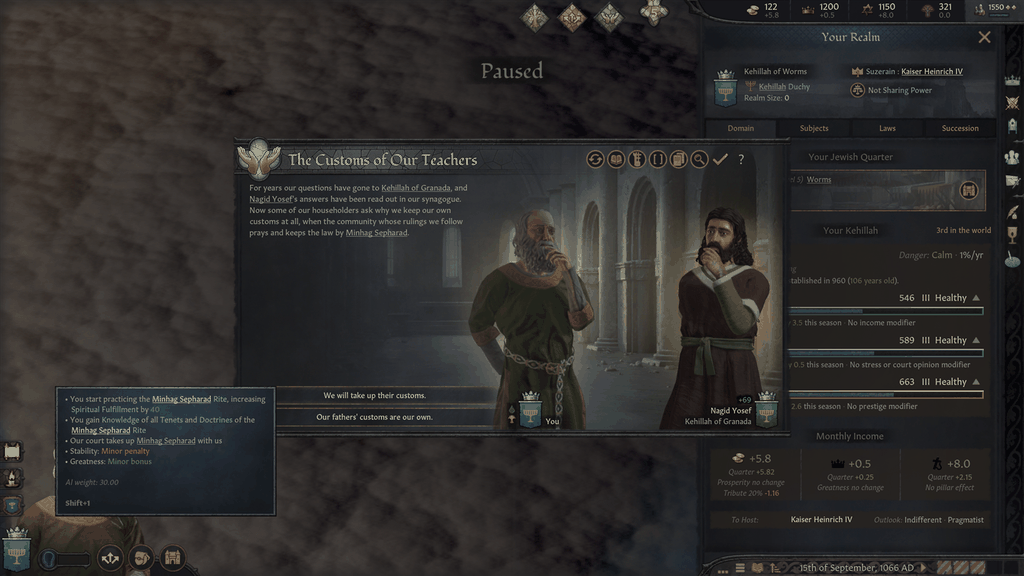 122
+5.8
1200
+0.5
1150
+8.0
321
0.0
1550
Your Realm
Paused
Kehillah of Worms
Kehillah Duchy
Realm Size: 0
Suzerain : Kaiser Heinrich IV
Not Sharing Power
Domain
Subjects
Laws
Succession
Your Jewish Quarter
Worms
Your Kehillah
3rd in the world
Danger: Calm · 1%/yr
established in 960 (106 years old).
546 III Healthy
3.5 this season · No income modifier
589 III Healthy
0.5 this season · No stress or court opinion modifier
663 III Healthy
2.6 this season · No prestige modifier
Monthly Income
+5.8
Quarter +5.82
Prosperity no change
Tribute 20% -1.16
+0.5
Quarter +0.25
Greatness no change
+8.0
Quarter +2.15
No pillar effect
To Host: Kaiser Heinrich IV
Outlook: Indifferent · Pragmatist
15th of September, 1066 AD
The Customs of Our Teachers
?
For years our questions have gone to Kehillah of Granada, and
Nagid Yosef's answers have been read out in our synagogue.
Now some of our householders ask why we keep our own
customs at all, when the community whose rulings we follow
prays and keeps the law by Minhag Sepharad.
We will take up their customs.
Our fathers' customs are our own.
You
+69
Nagid Yosef
Kehillah of Granada
• You start practicing the Minhag Sepharad Rite, increasing
Spiritual Fulfillment by 40
• You gain Knowledge of all Tenets and Doctrines of the
Minhag Sepharad Rite
• Our court takes up Minhag Sepharad with us
• Stability: Minor penalty
• Greatness: Minor bonus
AI weight: 30.00
Shift+1